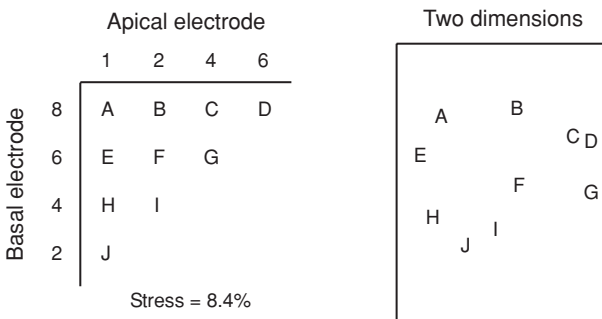 Apical electrode
1 2 4 6
Basal electrode
8 A B C D
6 E F G
4 H I
2 J
Stress = 8.4%
Two dimensions
A B
C D
E
F G
H I
J